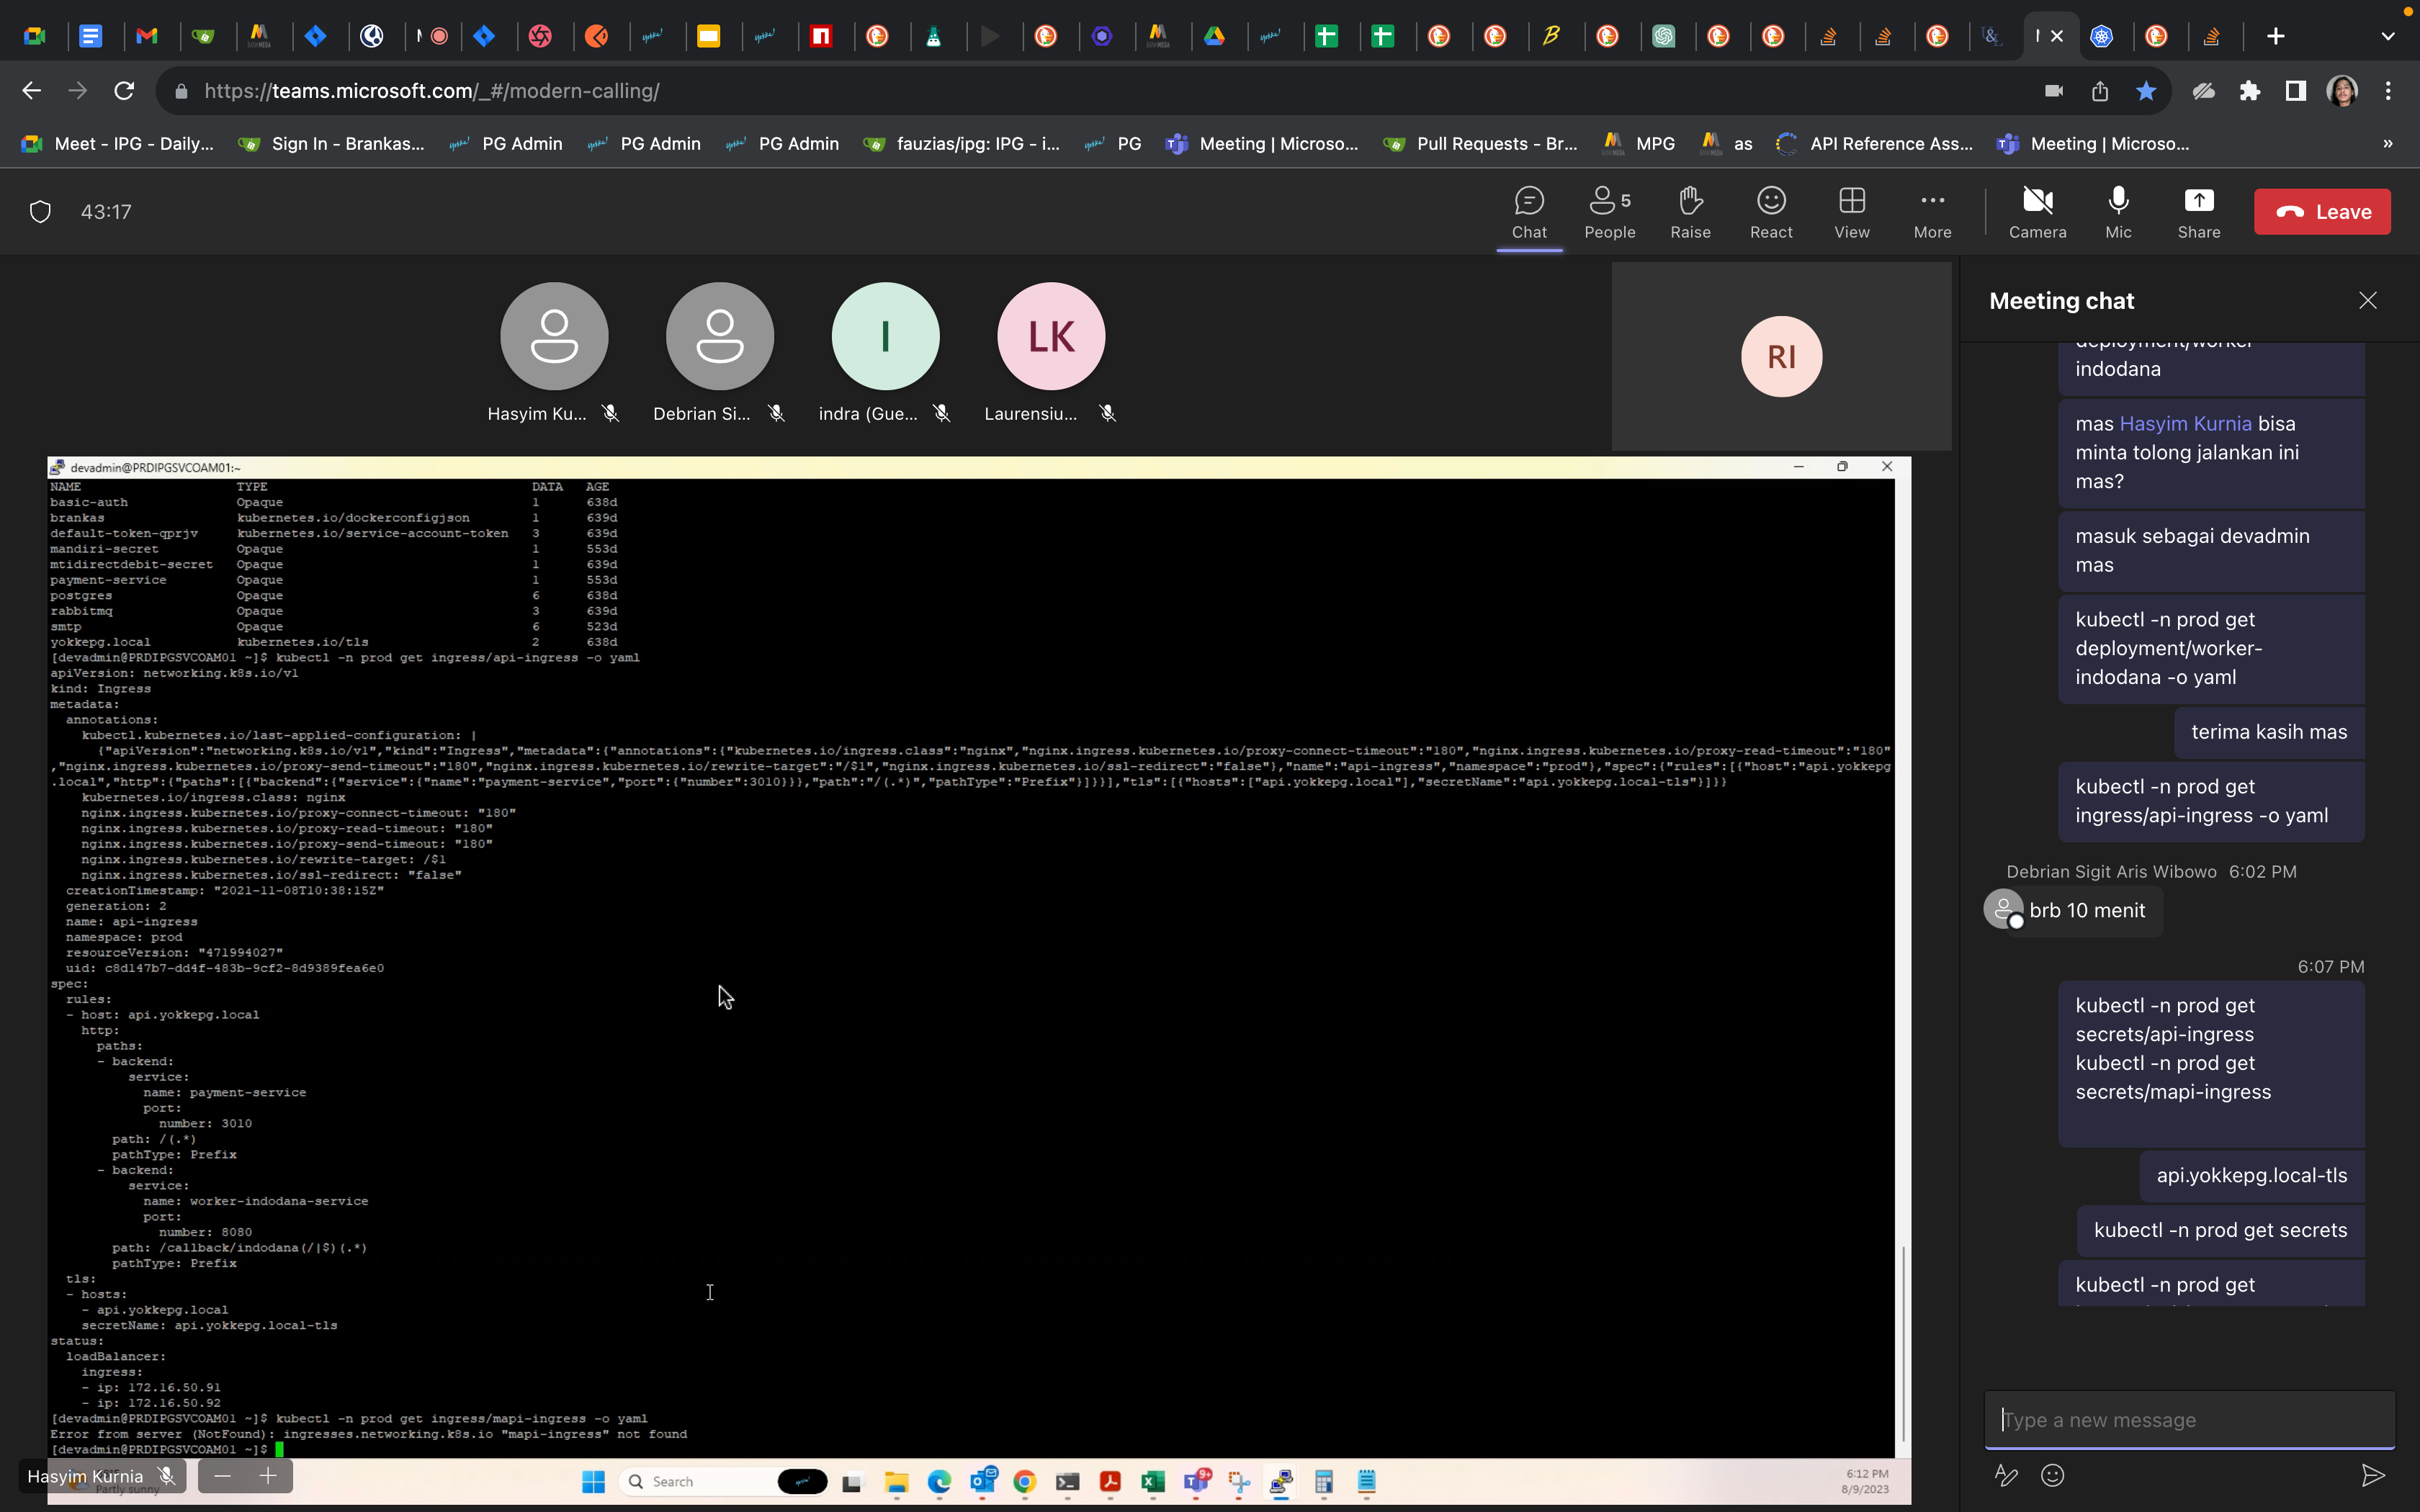 https://teams.microsoft.com/_#/modern-calling/
Meet - IPG - Daily...
Sign In - Brankas...
PG Admin
PG Admin
PG Admin
fauzias/ipg: IPG - i...
PG
Meeting | Microso...
Pull Requests - Br...
MPG
as
API Reference Ass...
Meeting | Microso...
»
43:17
Chat
5
People
Raise
React
View
More
Camera
Mic
Share
Leave
I
LK
RI
Hasyim Ku...
Debrian Si...
indra (Gue...
Laurensiu...
devadmin@PRDIPGSVCOAM01:~
NAME TYPE DATA AGE
basic-auth Opaque 1 638d
brankas kubernetes.io/dockerconfigjson 1 639d
default-token-qprjv kubernetes.io/service-account-token 3 639d
mandiri-secret Opaque 1 553d
mtidirectdebit-secret Opaque 1 639d
payment-service Opaque 1 553d
postgres Opaque 6 638d
rabbitmq Opaque 3 639d
smtp Opaque 6 523d
yokkepg.local kubernetes.io/tls 2 638d
[devadmin@PRDIPGSVCOAM01 ~]$ kubectl -n prod get ingress/api-ingress -o yaml
apiVersion: networking.k8s.io/v1
kind: Ingress
metadata:
annotations:
kubectl.kubernetes.io/last-applied-configuration: |
{"apiVersion":"networking.k8s.io/v1","kind":"Ingress","metadata":{"annotations":{"kubernetes.io/ingress.class":"nginx","nginx.ingress.kubernetes.io/proxy-connect-timeout":"180","nginx.ingress.kubernetes.io/proxy-read-timeout":"180"
,"nginx.ingress.kubernetes.io/proxy-send-timeout":"180","nginx.ingress.kubernetes.io/rewrite-target":"/$1","nginx.ingress.kubernetes.io/ssl-redirect":"false"},"name":"api-ingress","namespace":"prod"},"spec":{"rules":[{"host":"api.yokkepg
.local","http":{"paths":[{"backend":{"service":{"name":"payment-service","port":{"number":3010}}},"path":"/(.*)","pathType":"Prefix"}]}}],"tls":[{"hosts":["api.yokkepg.local"],"secretName":"api.yokkepg.local-tls"}]}}
kubernetes.io/ingress.class: nginx
nginx.ingress.kubernetes.io/proxy-connect-timeout: "180"
nginx.ingress.kubernetes.io/proxy-read-timeout: "180"
nginx.ingress.kubernetes.io/proxy-send-timeout: "180"
nginx.ingress.kubernetes.io/rewrite-target: /$1
nginx.ingress.kubernetes.io/ssl-redirect: "false"
creationTimestamp: "2021-11-08T10:38:15Z"
generation: 2
name: api-ingress
namespace: prod
resourceVersion: "471994027"
uid: c8d147b7-dd4f-483b-9cf2-8d9389fea6e0
spec:
rules:
- host: api.yokkepg.local
http:
paths:
- backend:
service:
name: payment-service
port:
number: 3010
path: /(.*)
pathType: Prefix
- backend:
service:
name: worker-indodana-service
port:
number: 8080
path: /callback/indodana(/|$)(.*)
pathType: Prefix
tls:
- hosts:
- api.yokkepg.local
secretName: api.yokkepg.local-tls
status:
loadBalancer:
ingress:
- ip: 172.16.50.91
- ip: 172.16.50.92
[devadmin@PRDIPGSVCOAM01 ~]$ kubectl -n prod get ingress/mapi-ingress -o yaml
Error from server (NotFound): ingresses.networking.k8s.io "mapi-ingress" not found
[devadmin@PRDIPGSVCOAM01 ~]$
Hasyim Kurnia
Partly sunny
Search
9+
6:12 PM
8/9/2023
Meeting chat
deployment/worker
indodana
mas Hasyim Kurnia bisa
minta tolong jalankan ini
mas?
masuk sebagai devadmin
mas
kubectl -n prod get
deployment/worker-
indodana -o yaml
terima kasih mas
kubectl -n prod get
ingress/api-ingress -o yaml
Debrian Sigit Aris Wibowo 6:02 PM
brb 10 menit
6:07 PM
kubectl -n prod get
secrets/api-ingress
kubectl -n prod get
secrets/mapi-ingress
api.yokkepg.local-tls
kubectl -n prod get secrets
kubectl -n prod get
Type a new message